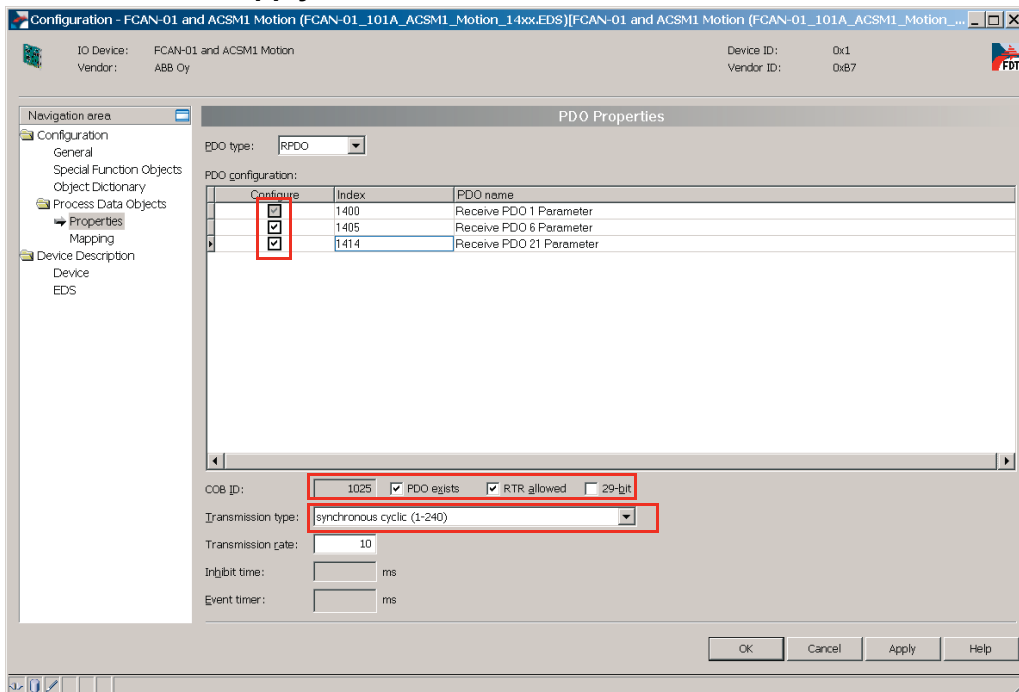 Configuration - FCAN-01 and ACSM1 Motion (FCAN-01_101A_ACSM1_Motion_14xx.EDS)[FCAN-01 and ACSM1 Motion (FCAN-01_101A_ACSM1_Motion_...
IO Device: FCAN-01 and ACSM1 Motion Device ID: 0x1
Vendor: ABB Oy Vendor ID: 0xB7
FDT
Navigation area PDO Properties
Configuration
General
Special Function Objects
Object Dictionary
Process Data Objects
Properties
Mapping
Device Description
Device
EDS
PDO type: RPDO
PDO configuration:
Configure Index PDO name
1400 Receive PDO 1 Parameter
1405 Receive PDO 6 Parameter
1414 Receive PDO 21 Parameter
COB ID: 1025 PDO exists RTR allowed 29-bit
Transmission type: synchronous cyclic (1-240)
Transmission rate: 10
Inhibit time: ms
Event timer: ms
OK Cancel Apply Help